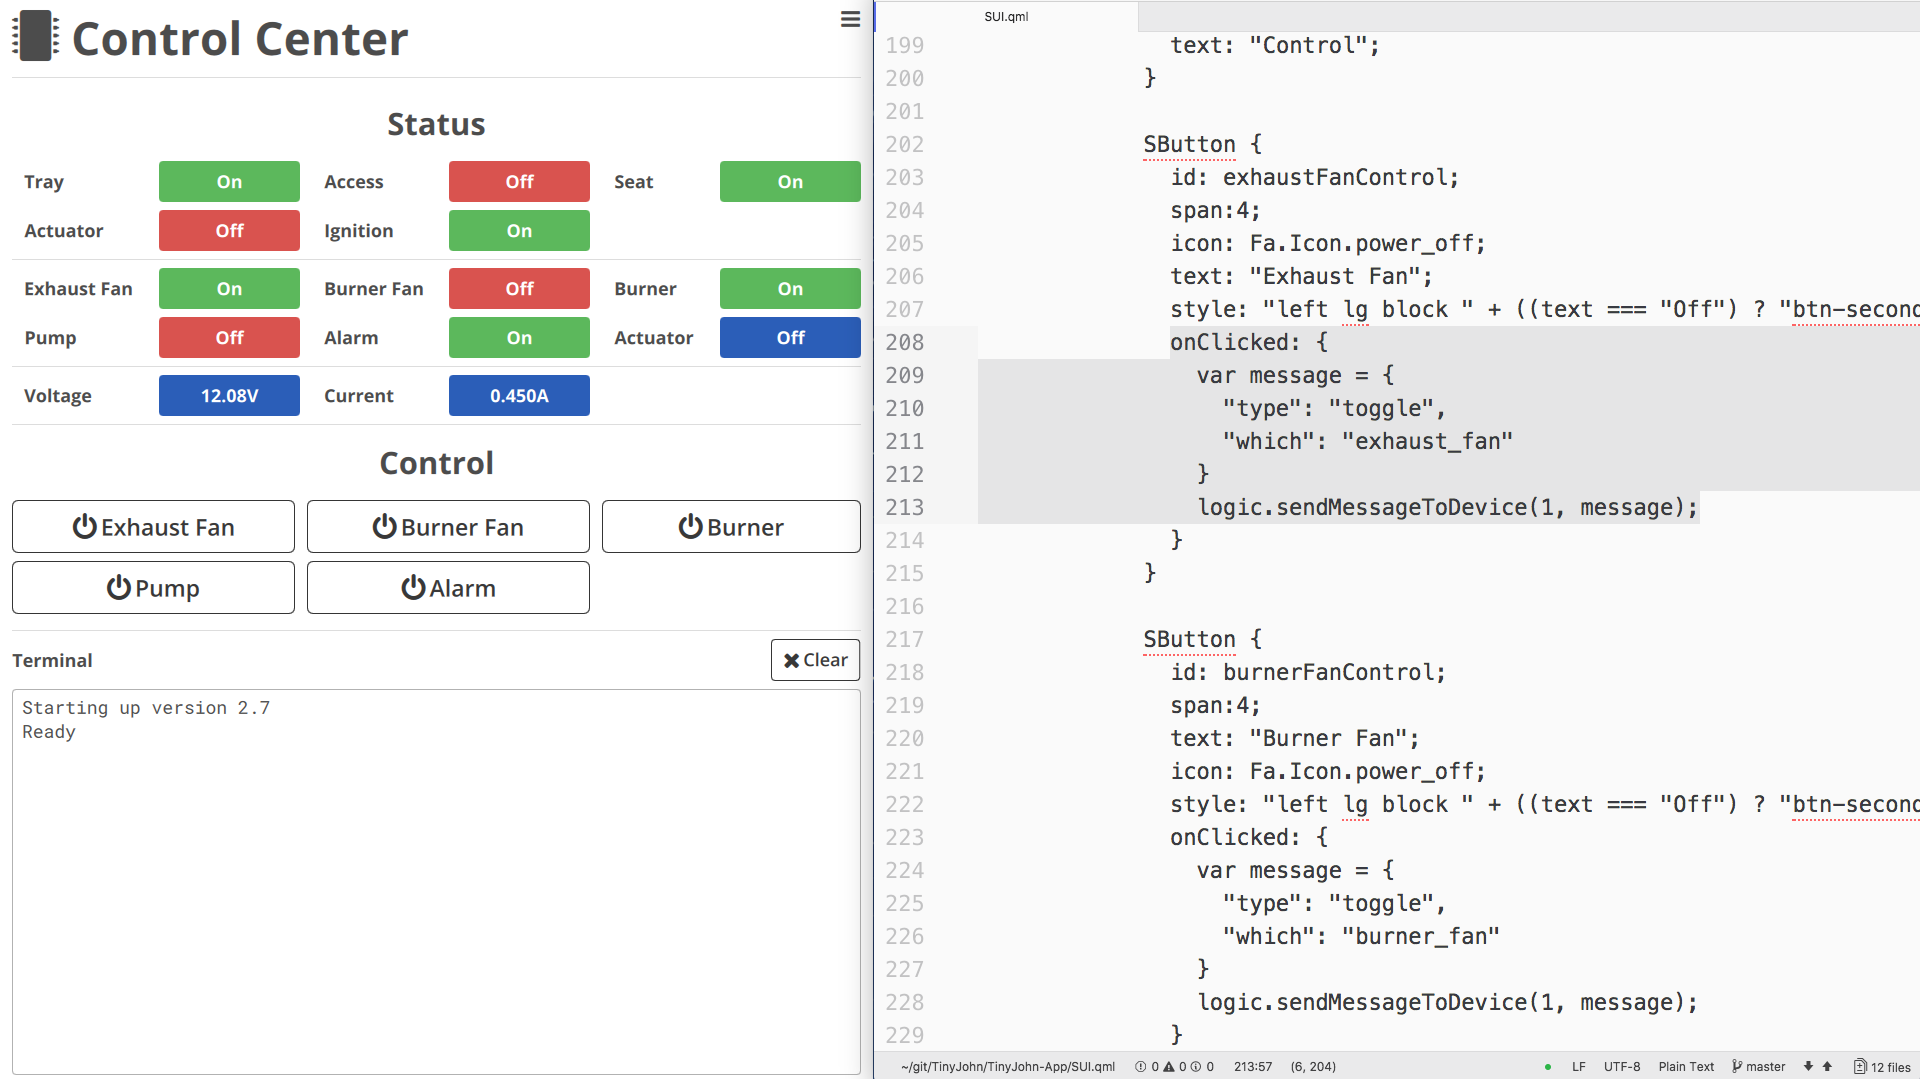 Control Center
Status
Tray On Access Off Seat On
Actuator Off Ignition On
Exhaust Fan On Burner Fan Off Burner On
Pump Off Alarm On Actuator Off
Voltage 12.08V Current 0.450A
Control
Exhaust Fan Burner Fan Burner
Pump Alarm
Terminal Clear
Starting up version 2.7
Ready
SUI.qml
199 text: "Control";
200 }
201
202 SButton {
203 id: exhaustFanControl;
204 span:4;
205 icon: Fa.Icon.power_off;
206 text: "Exhaust Fan";
207 style: "left lg block " + ((text === "Off") ? "btn-second
208 onClicked: {
209 var message = {
210 "type": "toggle",
211 "which": "exhaust_fan"
212 }
213 logic.sendMessageToDevice(1, message);
214 }
215 }
216
217 SButton {
218 id: burnerFanControl;
219 span:4;
220 text: "Burner Fan";
221 icon: Fa.Icon.power_off;
222 style: "left lg block " + ((text === "Off") ? "btn-second
223 onClicked: {
224 var message = {
225 "type": "toggle",
226 "which": "burner_fan"
227 }
228 logic.sendMessageToDevice(1, message);
229 }
~/git/TinyJohn/TinyJohn-App/SUI.qml 0 0 0 213:57 (6, 204) LF UTF-8 Plain Text master 12 files